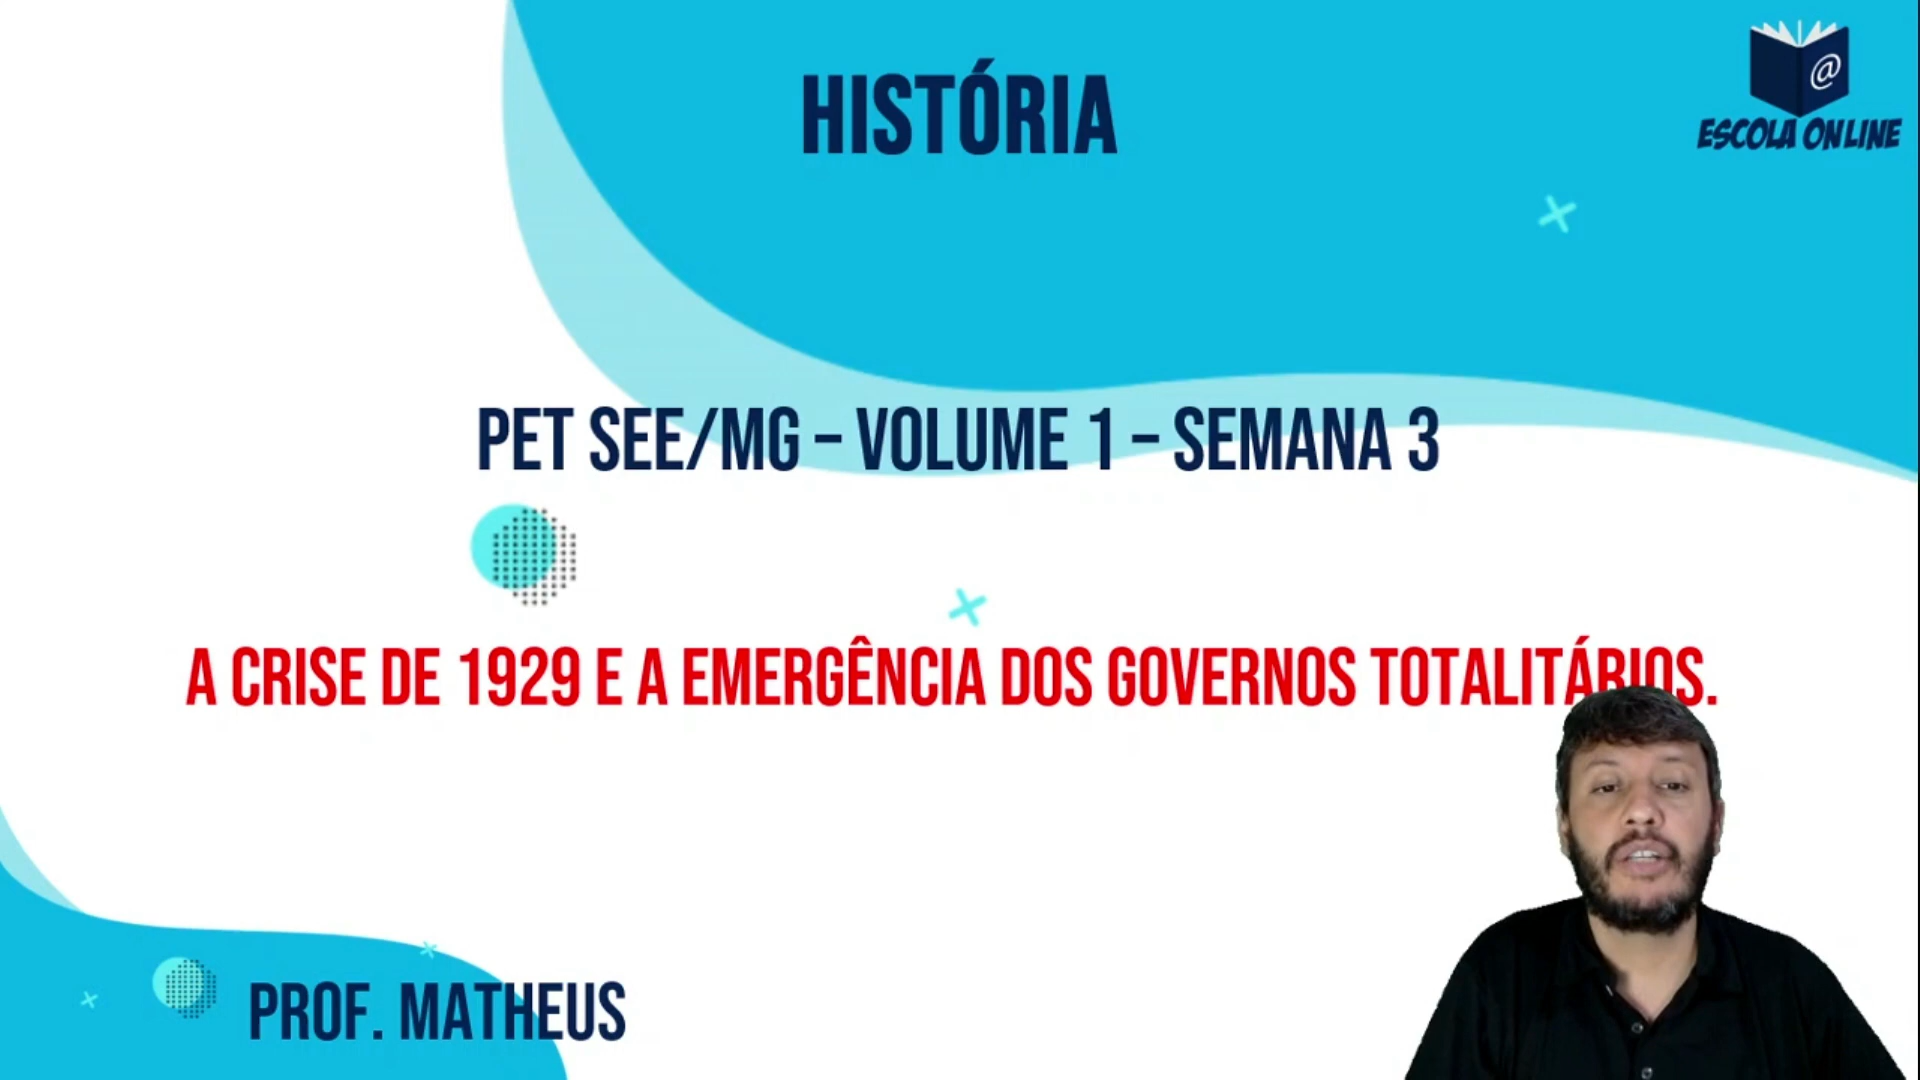 HISTÓRIA
@
ESCOLA ONLINE
PET SEE/MG – VOLUME 1 – SEMANA 3
A CRISE DE 1929 E A EMERGÊNCIA DOS GOVERNOS TOTALITÁRIOS.
PROF. MATHEUS